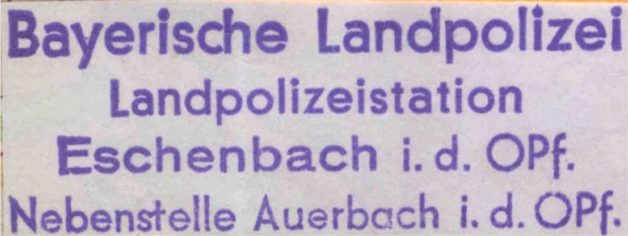 Bayerische Landpolizei
Landpolizeistation
Eschenbach i. d. OPf.
Nebenstelle Auerbach i. d. OPf.